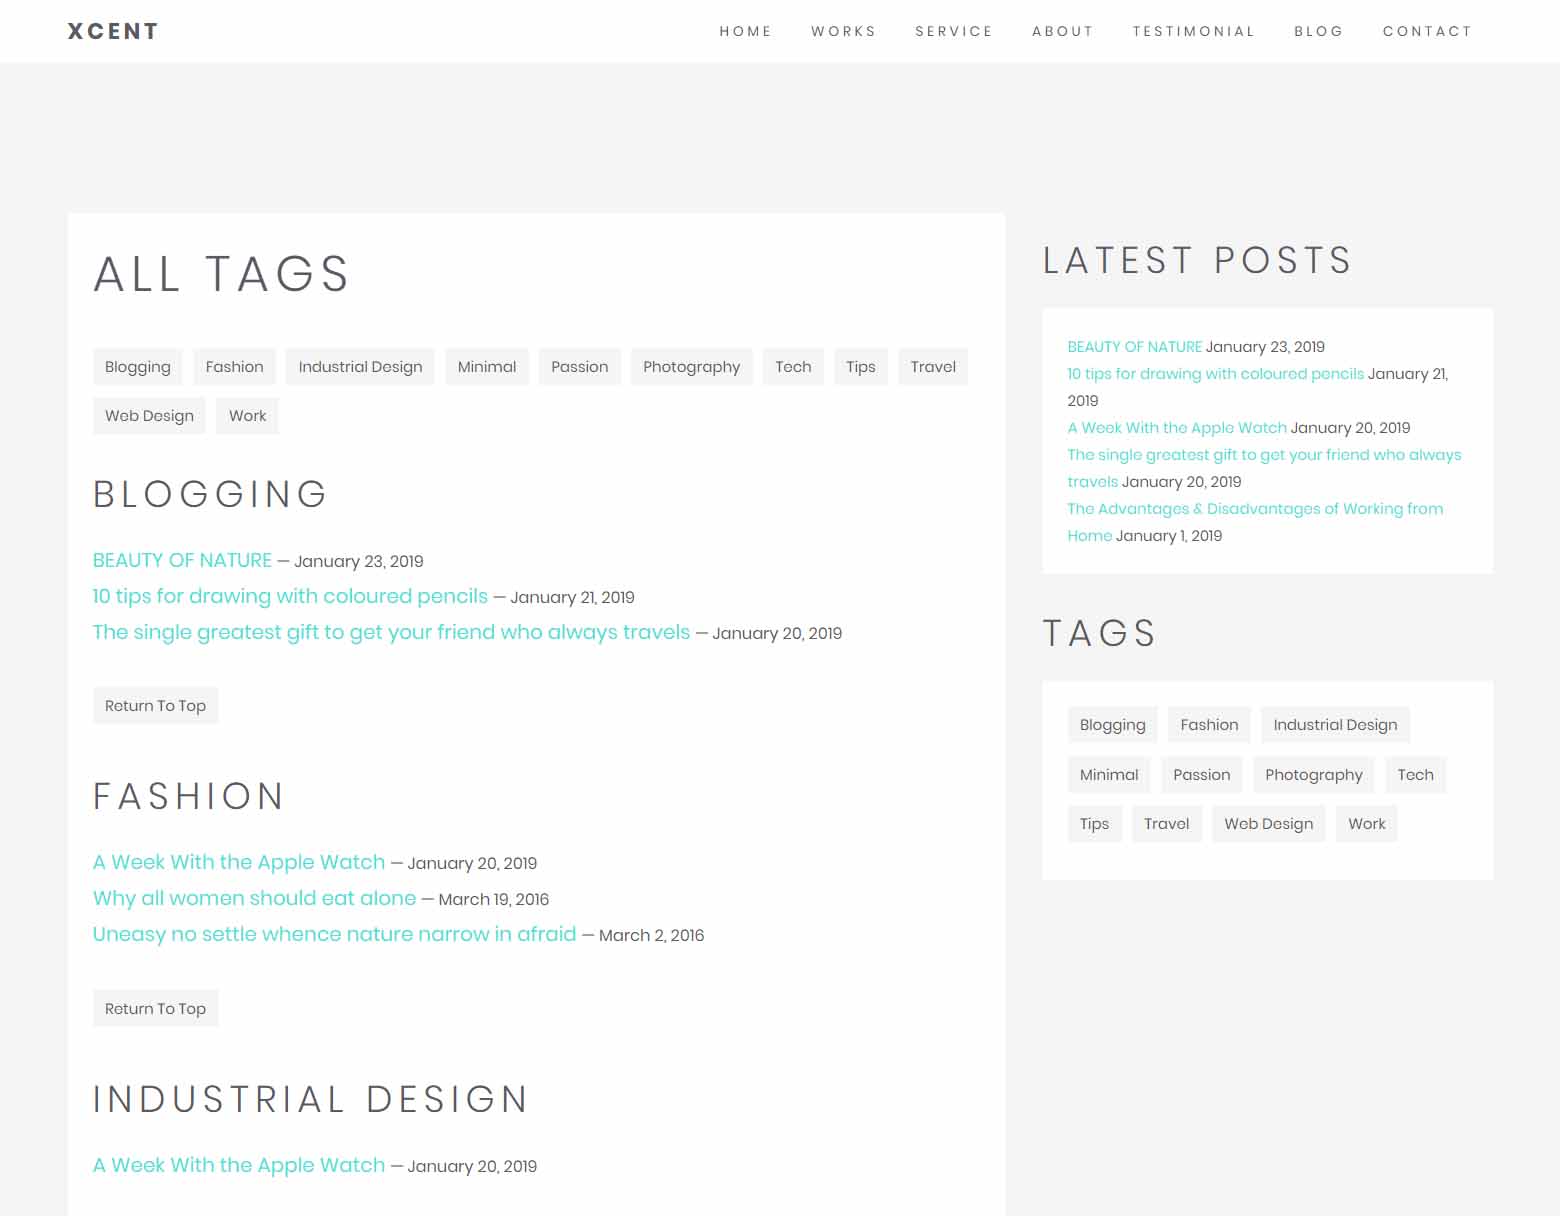 XCENT
HOME WORKS SERVICE ABOUT TESTIMONIAL BLOG CONTACT
ALL TAGS
Blogging Fashion Industrial Design Minimal Passion Photography Tech Tips Travel
Web Design Work
BLOGGING
BEAUTY OF NATURE — January 23, 2019
10 tips for drawing with coloured pencils — January 21, 2019
The single greatest gift to get your friend who always travels — January 20, 2019
Return To Top
FASHION
A Week With the Apple Watch — January 20, 2019
Why all women should eat alone — March 19, 2016
Uneasy no settle whence nature narrow in afraid — March 2, 2016
Return To Top
INDUSTRIAL DESIGN
A Week With the Apple Watch — January 20, 2019
LATEST POSTS
BEAUTY OF NATURE January 23, 2019
10 tips for drawing with coloured pencils January 21,
2019
A Week With the Apple Watch January 20, 2019
The single greatest gift to get your friend who always
travels January 20, 2019
The Advantages & Disadvantages of Working from
Home January 1, 2019
TAGS
Blogging Fashion Industrial Design
Minimal Passion Photography Tech
Tips Travel Web Design Work